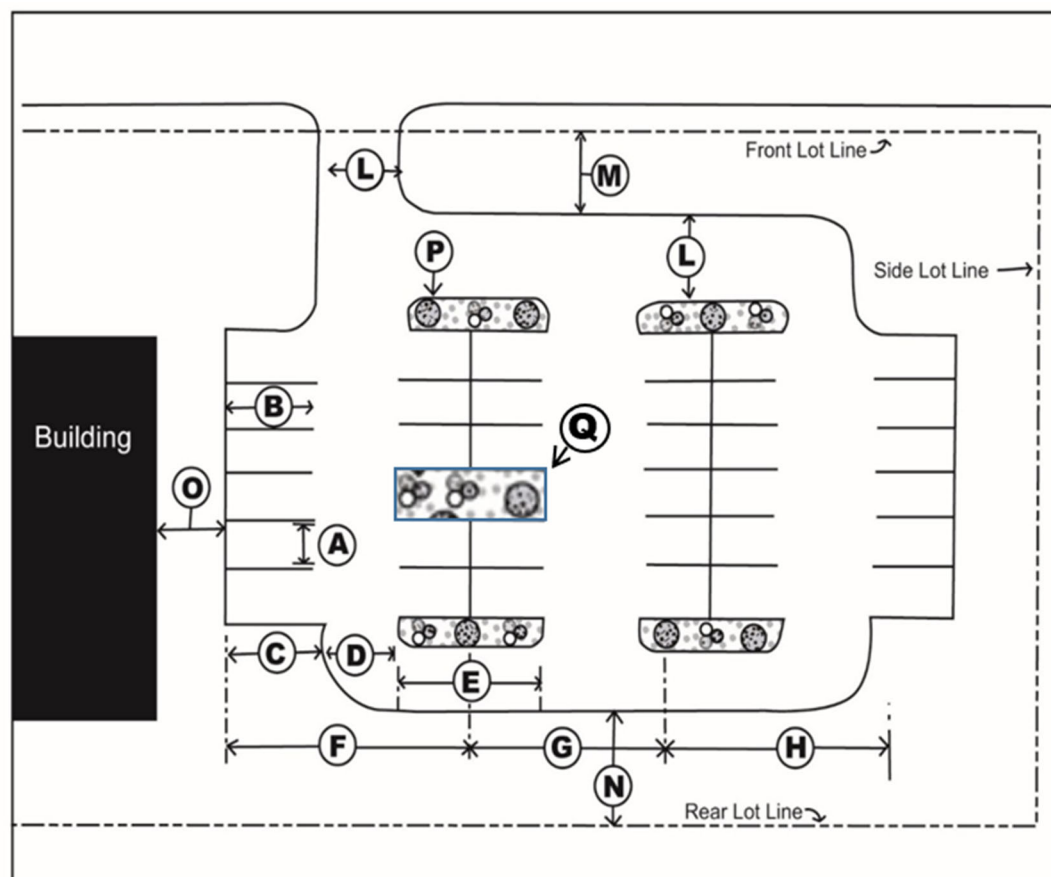 Front Lot Line
L
M
P
L
Side Lot Line
B
Q
Building
O
A
C
D
E
F
G
H
N
Rear Lot Line